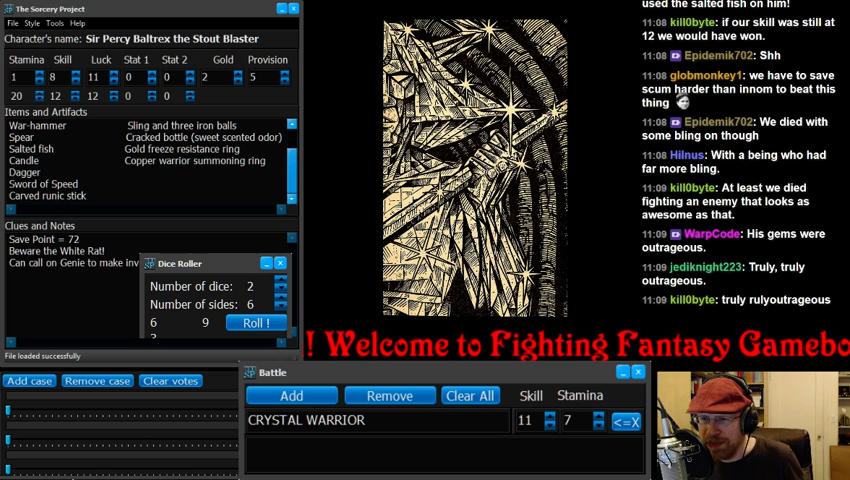 The Sorcery Project
File Style Tools Help
Character's name: Sir Percy Baltrex the Stout Blaster
Stamina Skill Luck Stat 1 Stat 2 Gold Provision
1 8 11 0 0 2 5
20 12 12 0 0
Items and Artifacts
War-hammer Sling and three iron balls
Spear Cracked bottle (sweet scented odor)
Salted fish Gold freeze resistance ring
Candle Copper warrior summoning ring
Dagger
Sword of Speed
Carved runic stick
Clues and Notes
Save Point = 72
Beware the White Rat!
Can call on Genie to make inv
Dice Roller
Number of dice: 2
Number of sides: 6
6 9 Roll !
File loaded successfully
Add case Remove case Clear votes
! Welcome to Fighting Fantasy Gamebo
Battle
Add Remove Clear All Skill Stamina
CRYSTAL WARRIOR 11 7 <=X
used the salted fish on him!
11:08 kill0byte: if our skill was still at
12 we would have won.
11:08 Epidemik702: Shh
11:08 globmonkey1: we have to save
scum harder than innom to beat this
thing
11:08 Epidemik702: We died with
some bling on though
11:08 Hilnus: With a being who had
far more bling.
11:09 kill0byte: At least we died
fighting an enemy that looks as
awesome as that.
11:09 WarpCode: His gems were
outrageous.
11:09 jediknight223: Truly, truly
outrageous.
11:09 kill0byte: truly rulyoutrageous